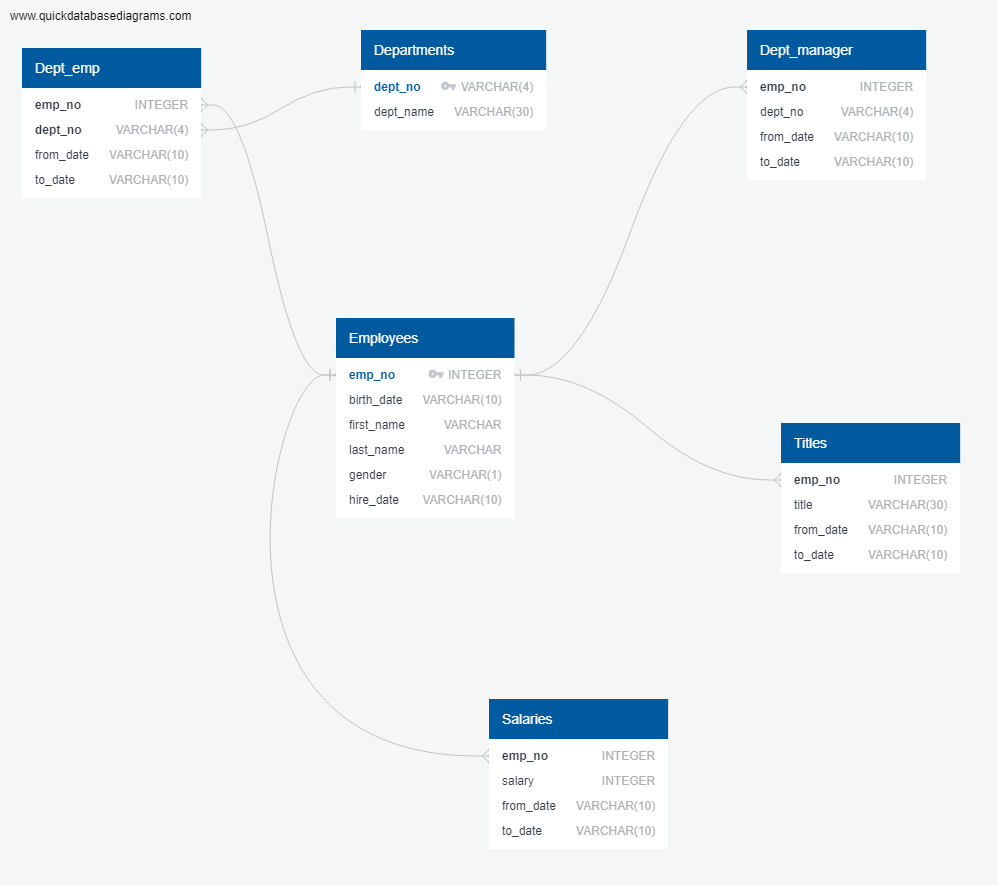 www.quickdatabasediagrams.com
Dept_emp
emp_no INTEGER
dept_no VARCHAR(4)
from_date VARCHAR(10)
to_date VARCHAR(10)
Departments
dept_no VARCHAR(4)
dept_name VARCHAR(30)
Dept_manager
emp_no INTEGER
dept_no VARCHAR(4)
from_date VARCHAR(10)
to_date VARCHAR(10)
Employees
emp_no INTEGER
birth_date VARCHAR(10)
first_name VARCHAR
last_name VARCHAR
gender VARCHAR(1)
hire_date VARCHAR(10)
Titles
emp_no INTEGER
title VARCHAR(30)
from_date VARCHAR(10)
to_date VARCHAR(10)
Salaries
emp_no INTEGER
salary INTEGER
from_date VARCHAR(10)
to_date VARCHAR(10)